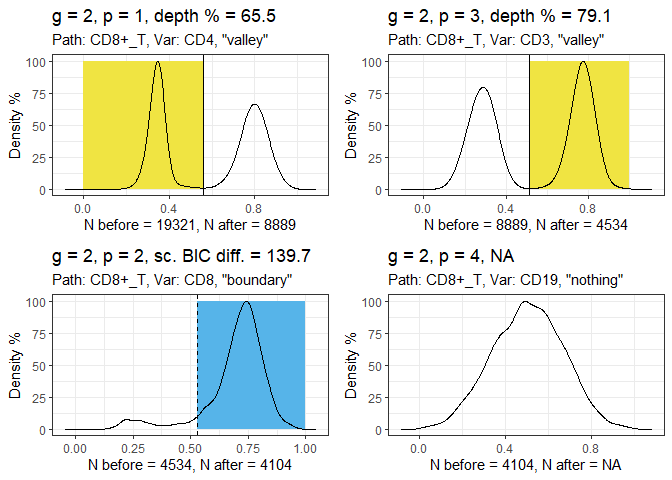 g = 2, p = 1, depth % = 65.5
Path: CD8+_T, Var: CD4, "valley"
100
75
50
25
0
Density %
0.0 0.4 0.8
N before = 19321, N after = 8889
g = 2, p = 3, depth % = 79.1
Path: CD8+_T, Var: CD3, "valley"
100
75
50
25
0
Density %
0.0 0.4 0.8
N before = 8889, N after = 4534
g = 2, p = 2, sc. BIC diff. = 139.7
Path: CD8+_T, Var: CD8, "boundary"
100
75
50
25
0
Density %
0.00 0.25 0.50 0.75 1.00
N before = 4534, N after = 4104
g = 2, p = 4, NA
Path: CD8+_T, Var: CD19, "nothing"
100
75
50
25
0
Density %
0.0 0.4 0.8
N before = 4104, N after = NA